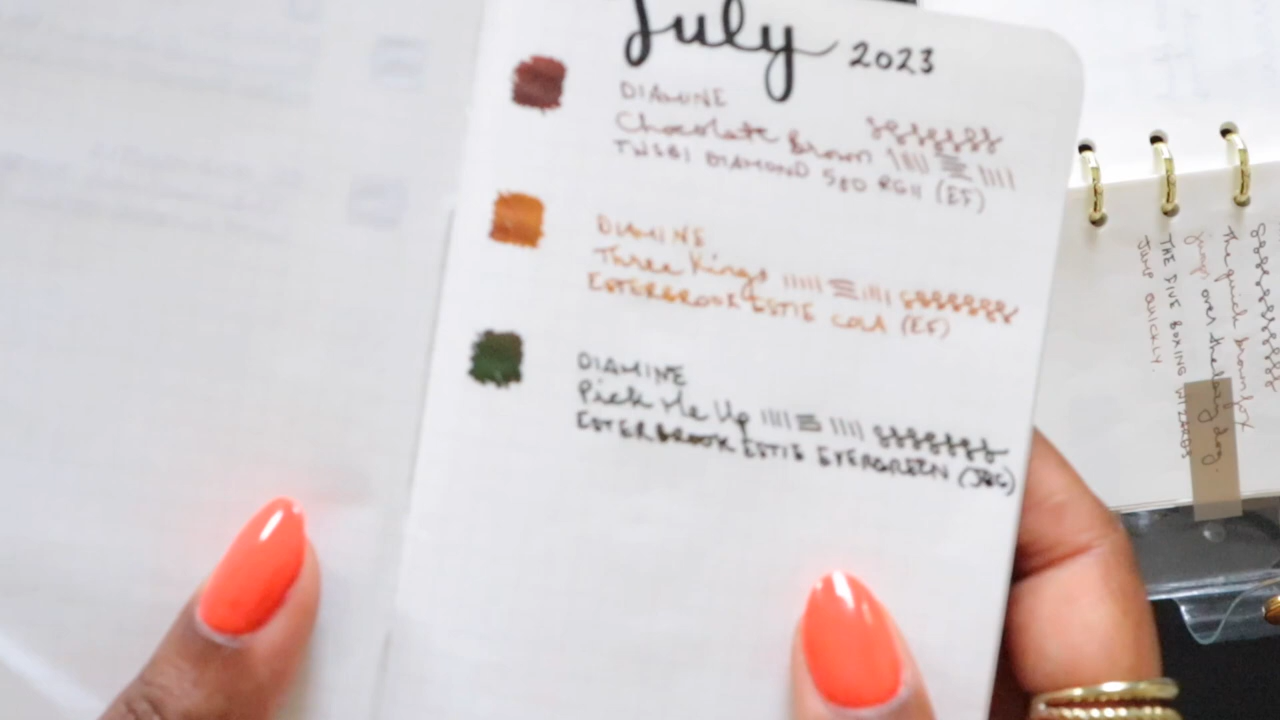 July 2023
DIAMINE
Chocolate Brown
TWSBI DIAMOND 580 RGII (EF)
DIAMINE
Three Kings
ESTERBROOK ESTIE COLA (EF)
DIAMINE
Pick Me Up
ESTERBROOK ESTIE EVERGREEN (JBG)
The quick brown fox
jumps over the lazy dog.
THE FIVE BOXING WIZARDS
JUMP QUICKLY.